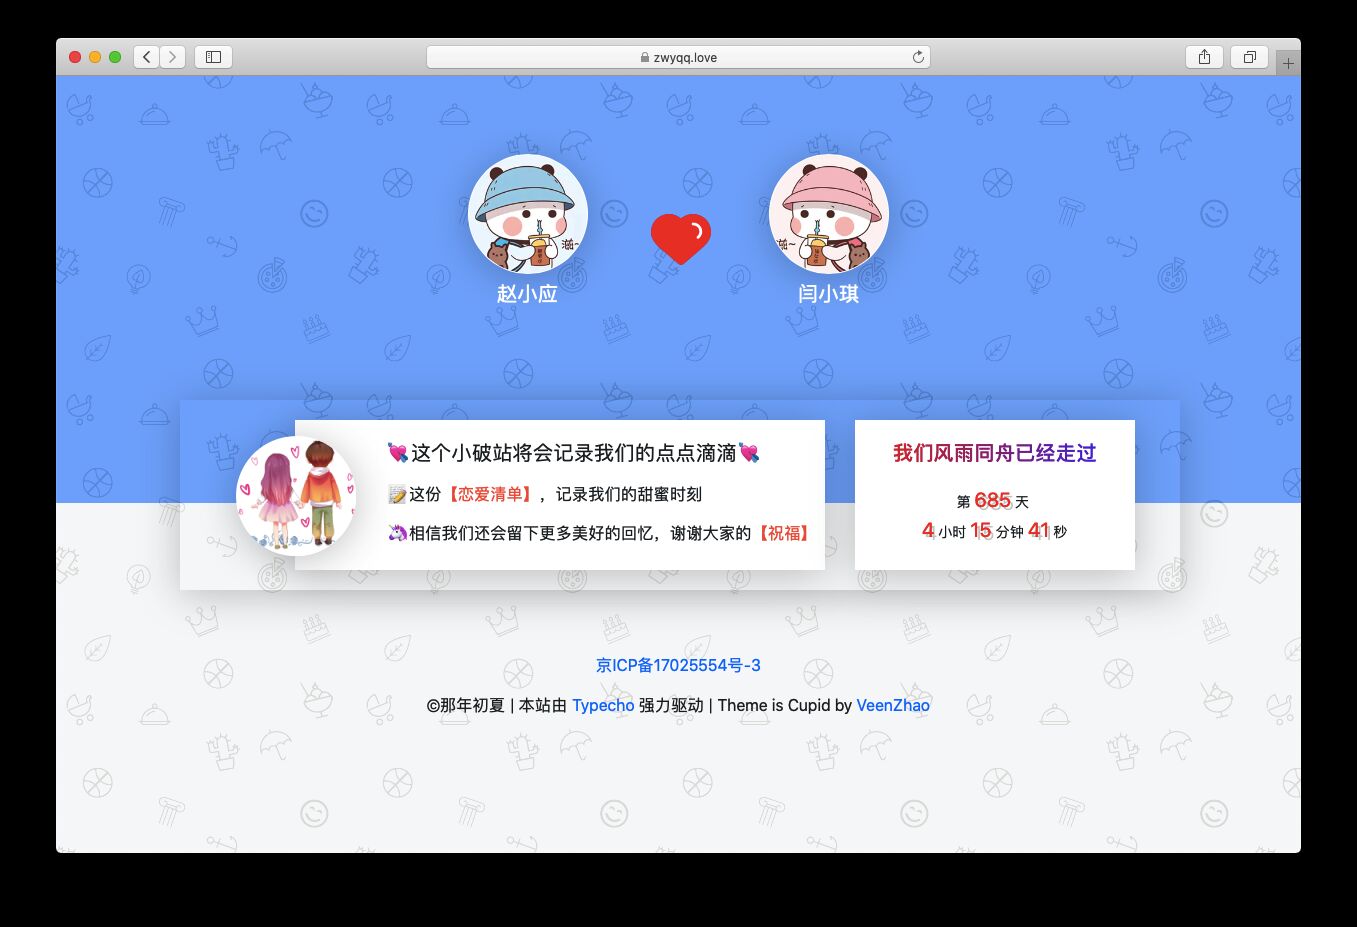 zwyqq.love
赵小应
闫小琪
💘这个小破站将会记录我们的点点滴滴💘
📝这份【恋爱清单】，记录我们的甜蜜时刻
🦄相信我们还会留下更多美好的回忆，谢谢大家的【祝福】
我们风雨同舟已经走过
第 685 天
4 小时 15 分钟 41 秒
京ICP备17025554号-3
©那年初夏 | 本站由 Typecho 强力驱动 | Theme is Cupid by VeenZhao